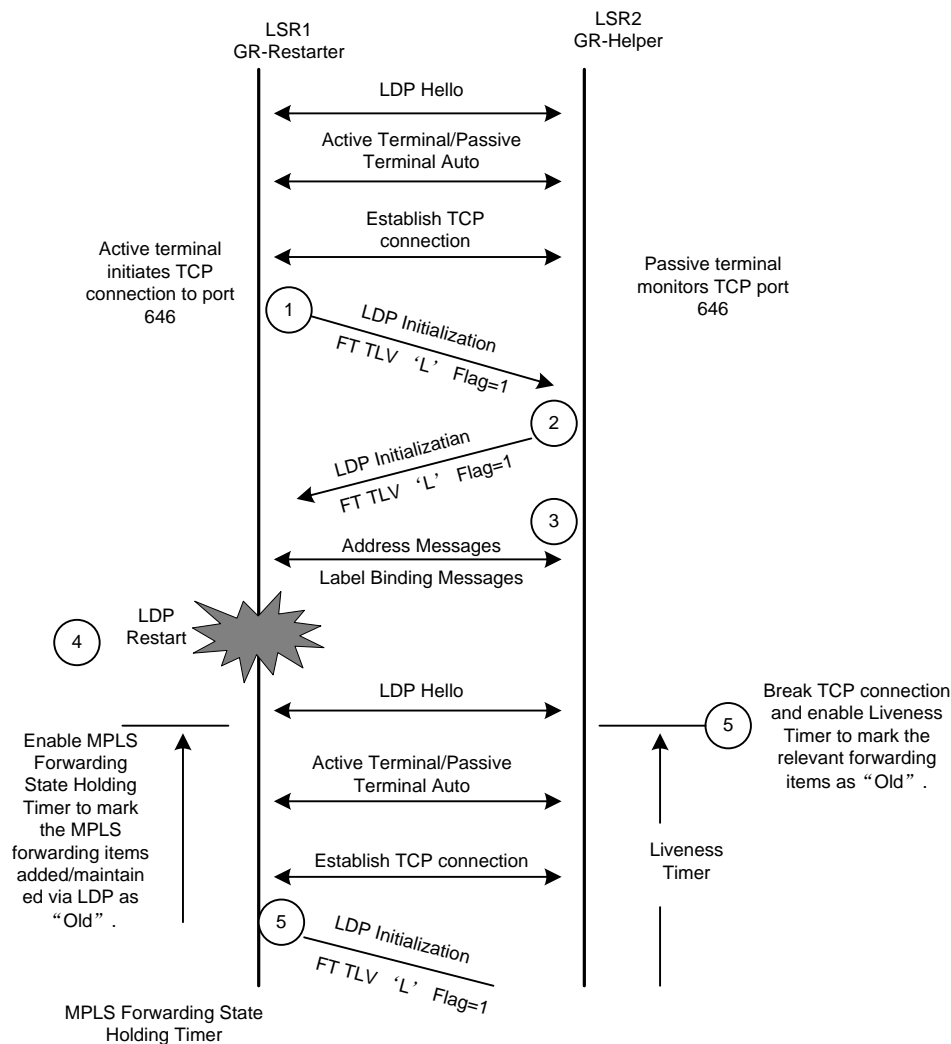 LSR1
GR-Restarter
LSR2
GR-Helper
LDP Hello
Active Terminal/Passive
Terminal Auto
Establish TCP
connection
Active terminal
initiates TCP
connection to port
646
Passive terminal
monitors TCP port
646
1
LDP Initialization
FT TLV ‘L’ Flag=1
2
LDP Initializatian
FT TLV ‘L’ Flag=1
3
Address Messages
Label Binding Messages
4
LDP
Restart
LDP Hello
5
Break TCP connection
and enable Liveness
Timer to mark the
relevant forwarding
items as “Old”.
Enable MPLS
Forwarding
State Holding
Timer to mark
the MPLS
forwarding items
added/maintain
ed via LDP as
“Old”.
Active Terminal/Passive
Terminal Auto
Establish TCP connection
Liveness
Timer
5
LDP Initialization
FT TLV ‘L’ Flag=1
MPLS Forwarding State
Holding Timer